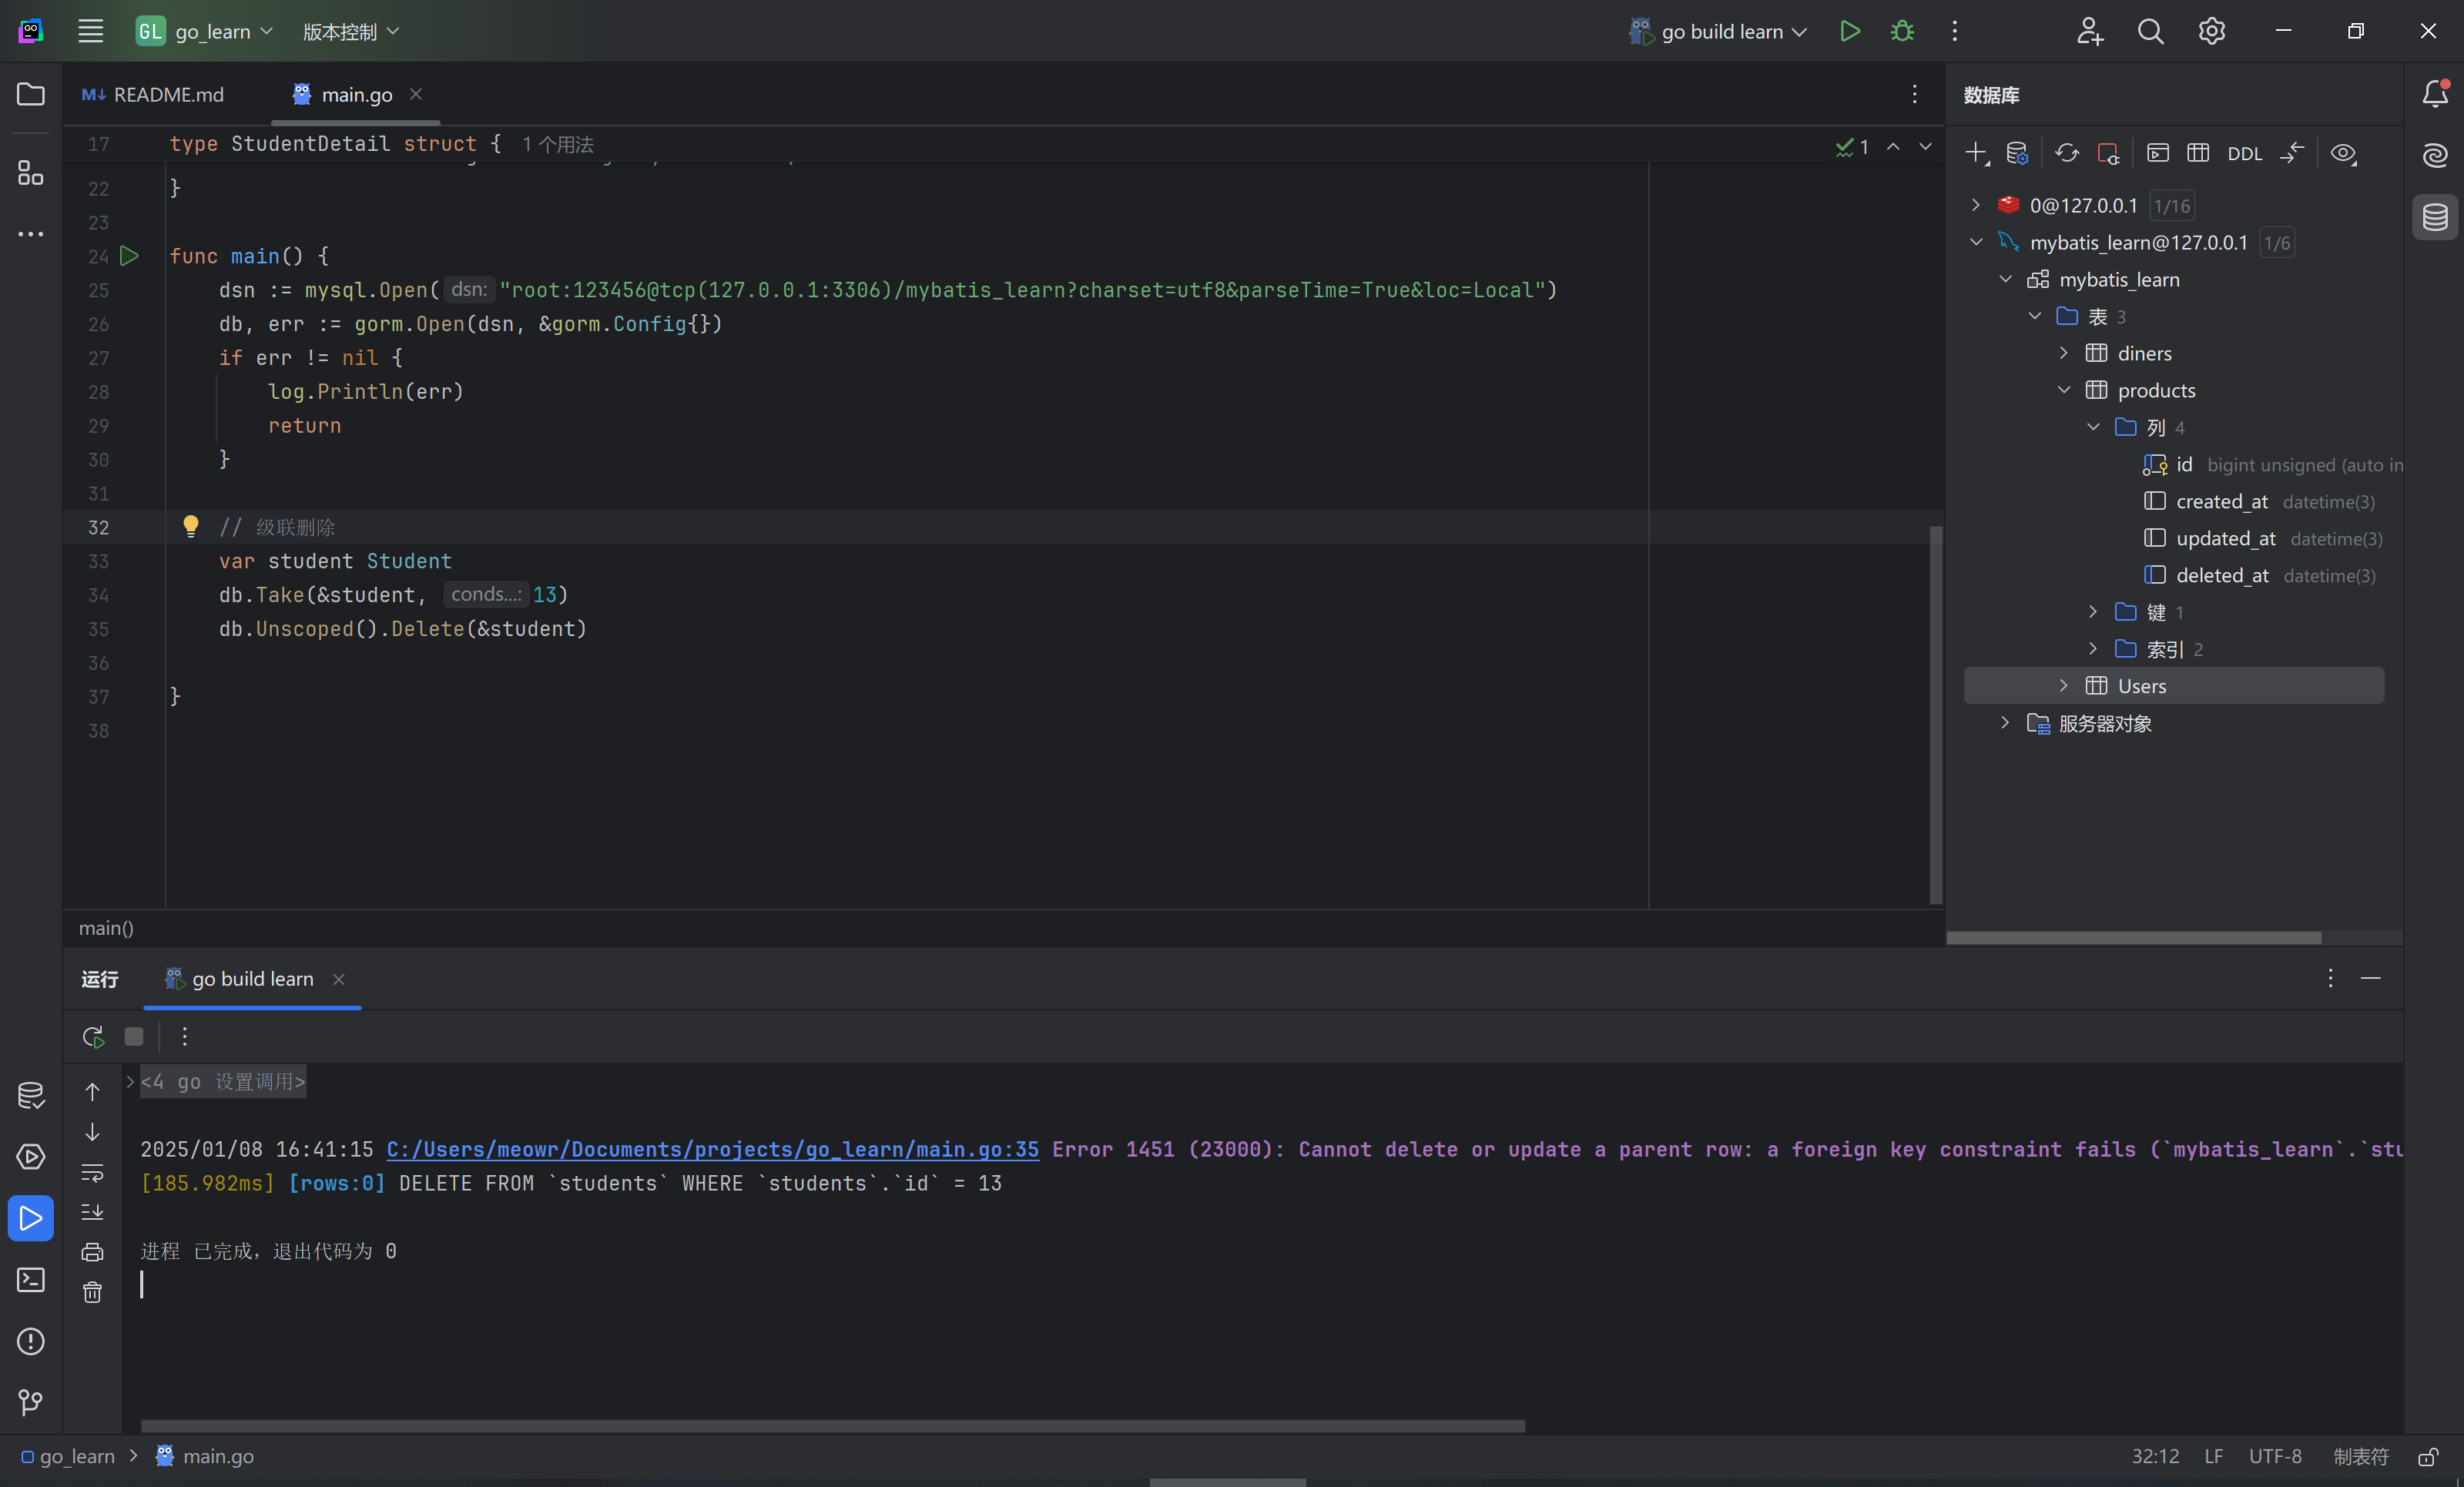 GL go_learn 版本控制 go build learn
README.md main.go
17 type StudentDetail struct { 1 个用法
1
22 }
23
24 func main() {
25 dsn := mysql.Open( dsn: "root:123456@tcp(127.0.0.1:3306)/mybatis_learn?charset=utf8&parseTime=True&loc=Local")
26 db, err := gorm.Open(dsn, &gorm.Config{})
27 if err != nil {
28 log.Println(err)
29 return
30 }
31
32 // 级联删除
33 var student Student
34 db.Take(&student, conds...: 13)
35 db.Unscoped().Delete(&student)
36
37 }
38
main()
数据库
DDL
0@127.0.0.1 1/16
mybatis_learn@127.0.0.1 1/6
mybatis_learn
表 3
diners
products
列 4
id bigint unsigned (auto in
created_at datetime(3)
updated_at datetime(3)
deleted_at datetime(3)
键 1
索引 2
Users
服务器对象
运行 go build learn
<4 go 设置调用>
2025/01/08 16:41:15 C:/Users/meowr/Documents/projects/go_learn/main.go:35 Error 1451 (23000): Cannot delete or update a parent row: a foreign key constraint fails (`mybatis_learn`.`stu
[185.982ms] [rows:0] DELETE FROM `students` WHERE `students`.`id` = 13
进程 已完成，退出代码为 0
go_learn > main.go 32:12 LF UTF-8 制表符